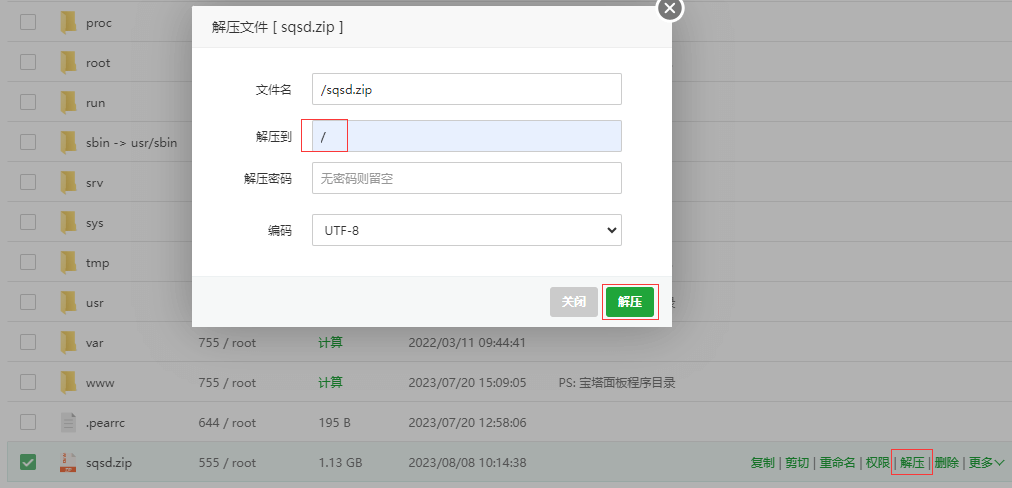 proc
解压文件 [ sqsd.zip ]
root
文件名 /sqsd.zip
run
解压到 /
sbin -> usr/sbin
解压密码 无密码则留空
srv
sys
编码 UTF-8
tmp
usr
关闭 解压 录
var 755 / root 计算 2022/03/11 09:44:41
www 755 / root 计算 2023/07/20 15:09:05 PS: 宝塔面板程序目录
.pearrc 644 / root 195 B 2023/07/20 12:58:06
sqsd.zip 555 / root 1.13 GB 2023/08/08 10:14:38 复制 | 剪切 | 重命名 | 权限 | 解压 | 删除 | 更多